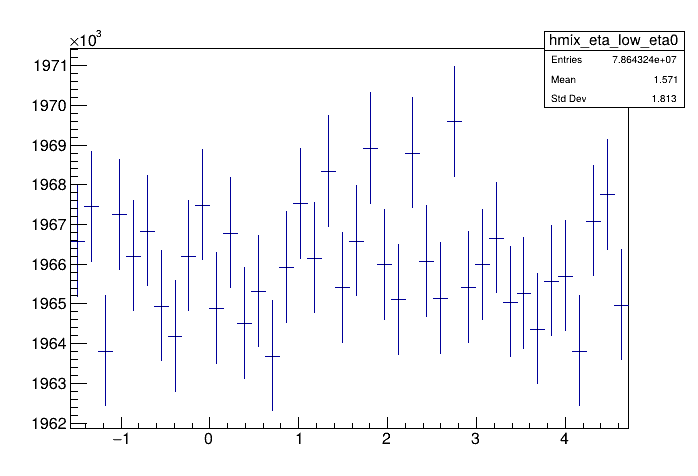 ×10³
hmix_eta_low_eta0
Entries 7.864324e+07
Mean 1.571
Std Dev 1.813
1971
1970
1969
1968
1967
1966
1965
1964
1963
1962
−1 0 1 2 3 4